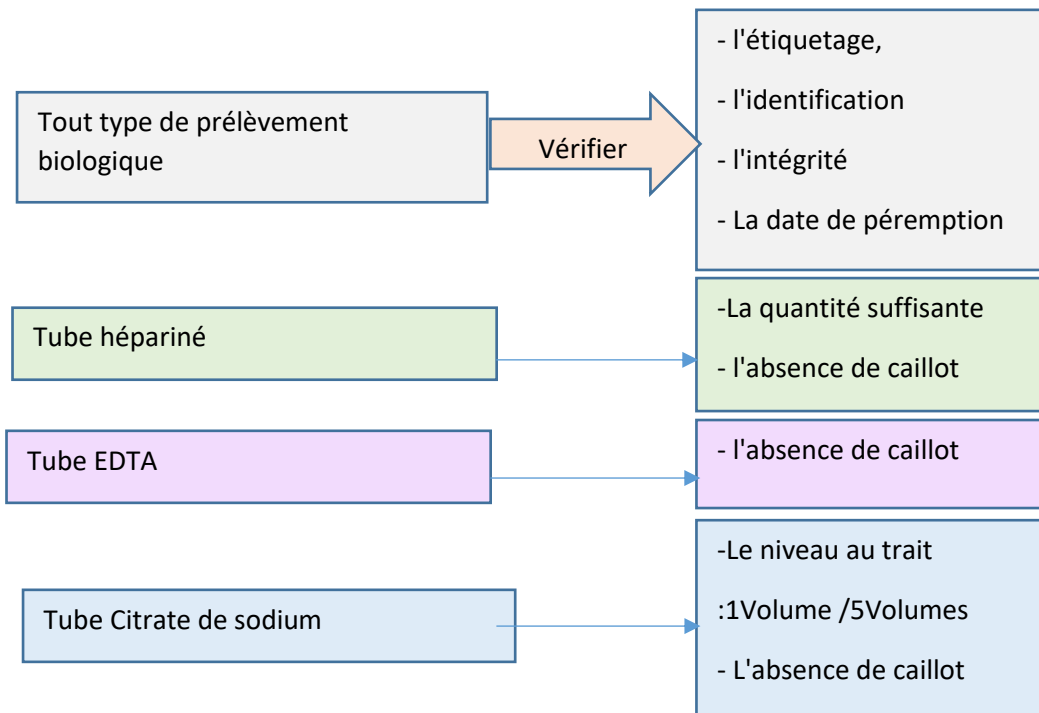 Tout type de prélèvement
biologique
Vérifier
- l'étiquetage,
- l'identification
- l'intégrité
- La date de péremption
Tube hépariné
-La quantité suffisante
- l'absence de caillot
Tube EDTA
- l'absence de caillot
Tube Citrate de sodium
-Le niveau au trait
:1Volume /5Volumes
- L'absence de caillot